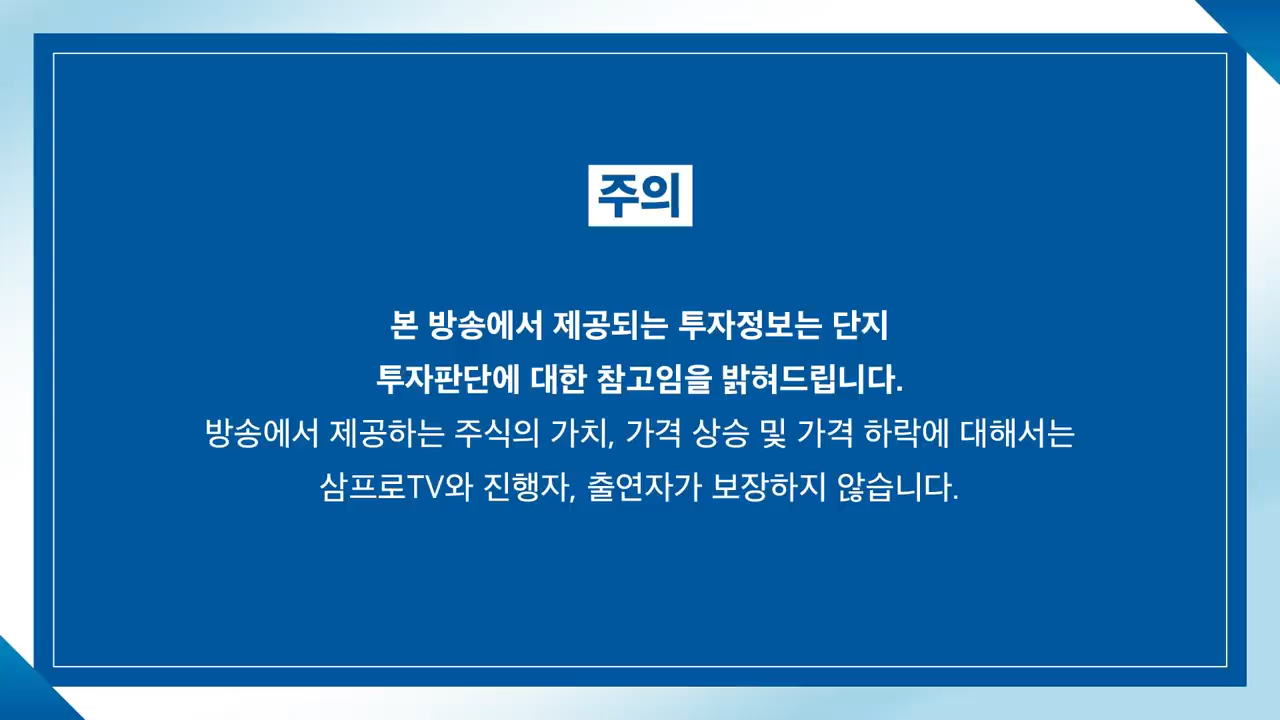 주의
본 방송에서 제공되는 투자정보는 단지
투자판단에 대한 참고임을 밝혀드립니다.
방송에서 제공하는 주식의 가치, 가격 상승 및 가격 하락에 대해서는
삼프로TV와 진행자, 출연자가 보장하지 않습니다.